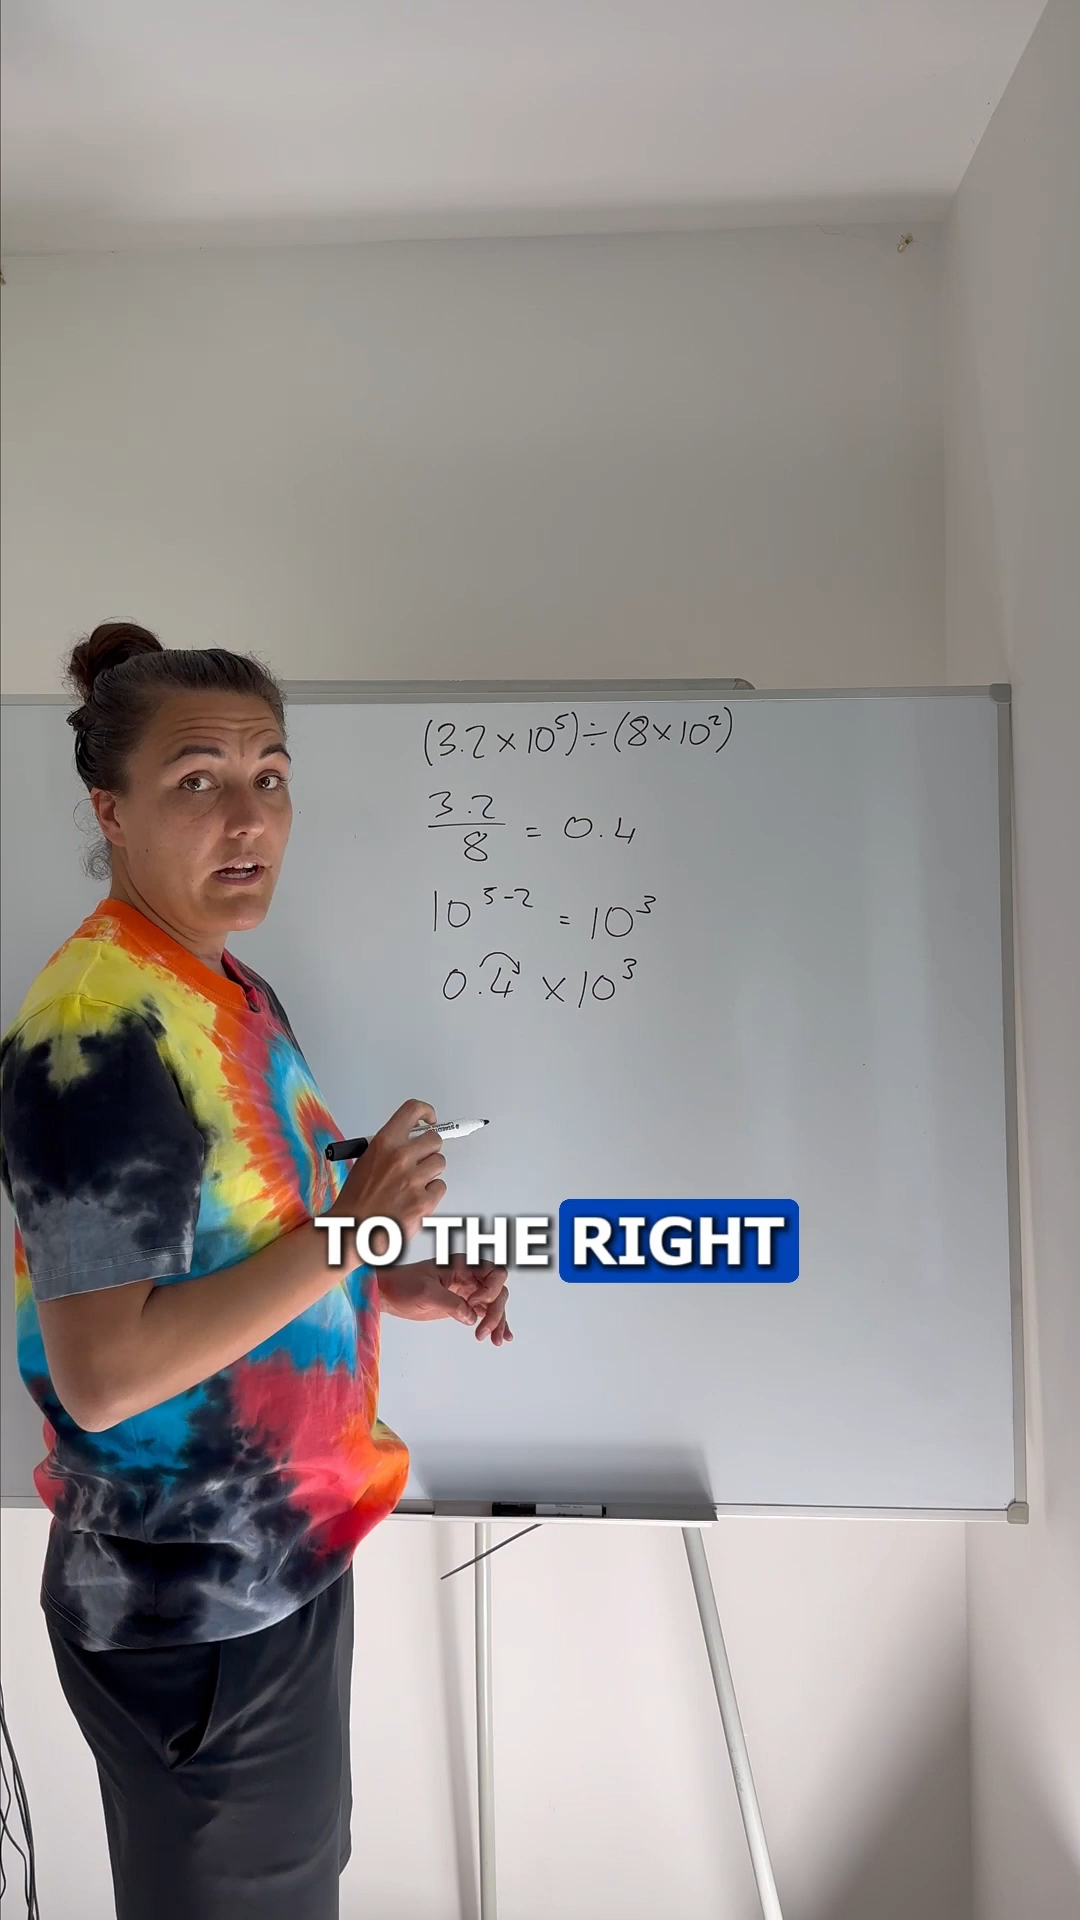 (3.2 × 10⁵) ÷ (8 × 10²)
3.2
8 = 0.4
10⁵⁻² = 10³
0.4 × 10³
STAEDTLER
TO THE RIGHT